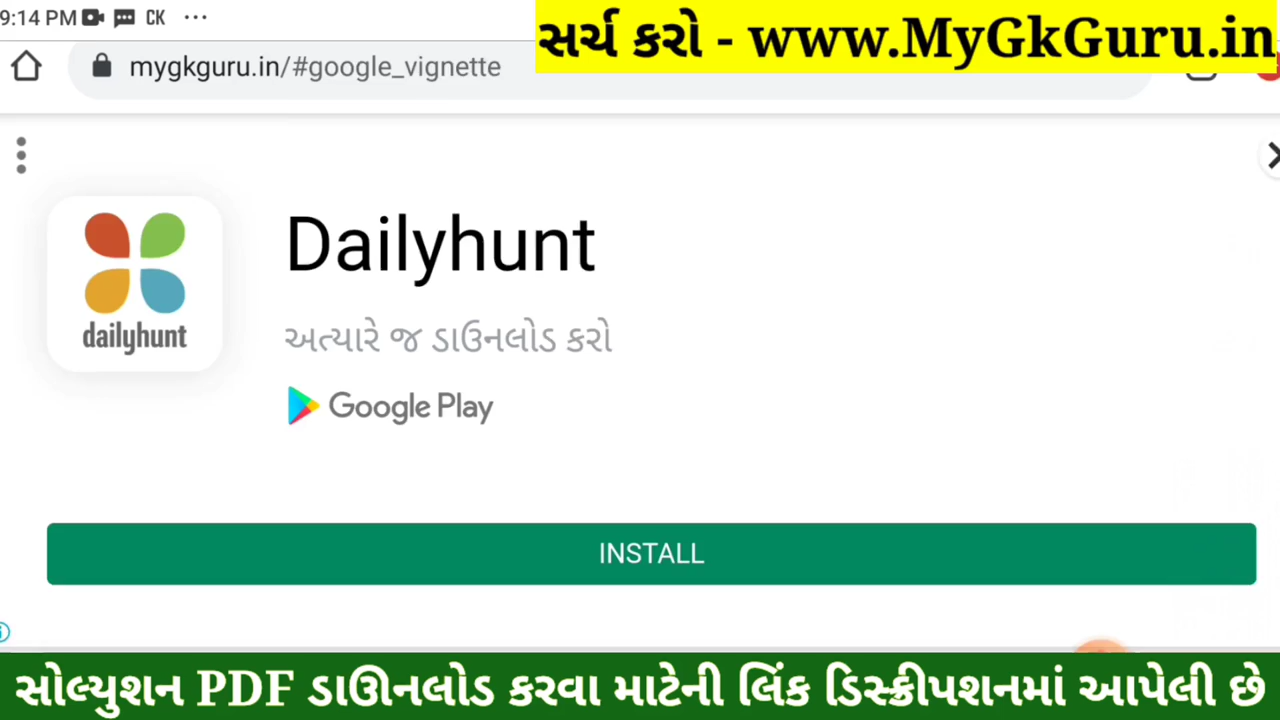 9:14 PM CK ...
સર્ચ કરો - www.MyGkGuru.in
mygkguru.in/#google_vignette
Dailyhunt
dailyhunt
અત્યારે જ ડાઉનલોડ કરો
Google Play
INSTALL
સોલ્યુશન PDF ડાઊનલોડ કરવા માટેની લિંક ડિસ્ક્રીપશનમાં આપેલી છે